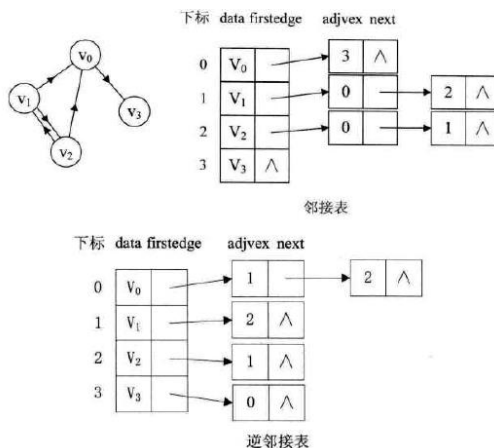 下标 data firstedge adjvex next
0 V₀ 3 ∧
1 V₁ 0 2 ∧
2 V₂ 0 1 ∧
3 V₃ ∧
邻接表
v₀
v₁
v₃
v₂
下标 data firstedge adjvex next
0 V₀ 1 2 ∧
1 V₁ 2 ∧
2 V₂ 1 ∧
3 V₃ 0 ∧
逆邻接表